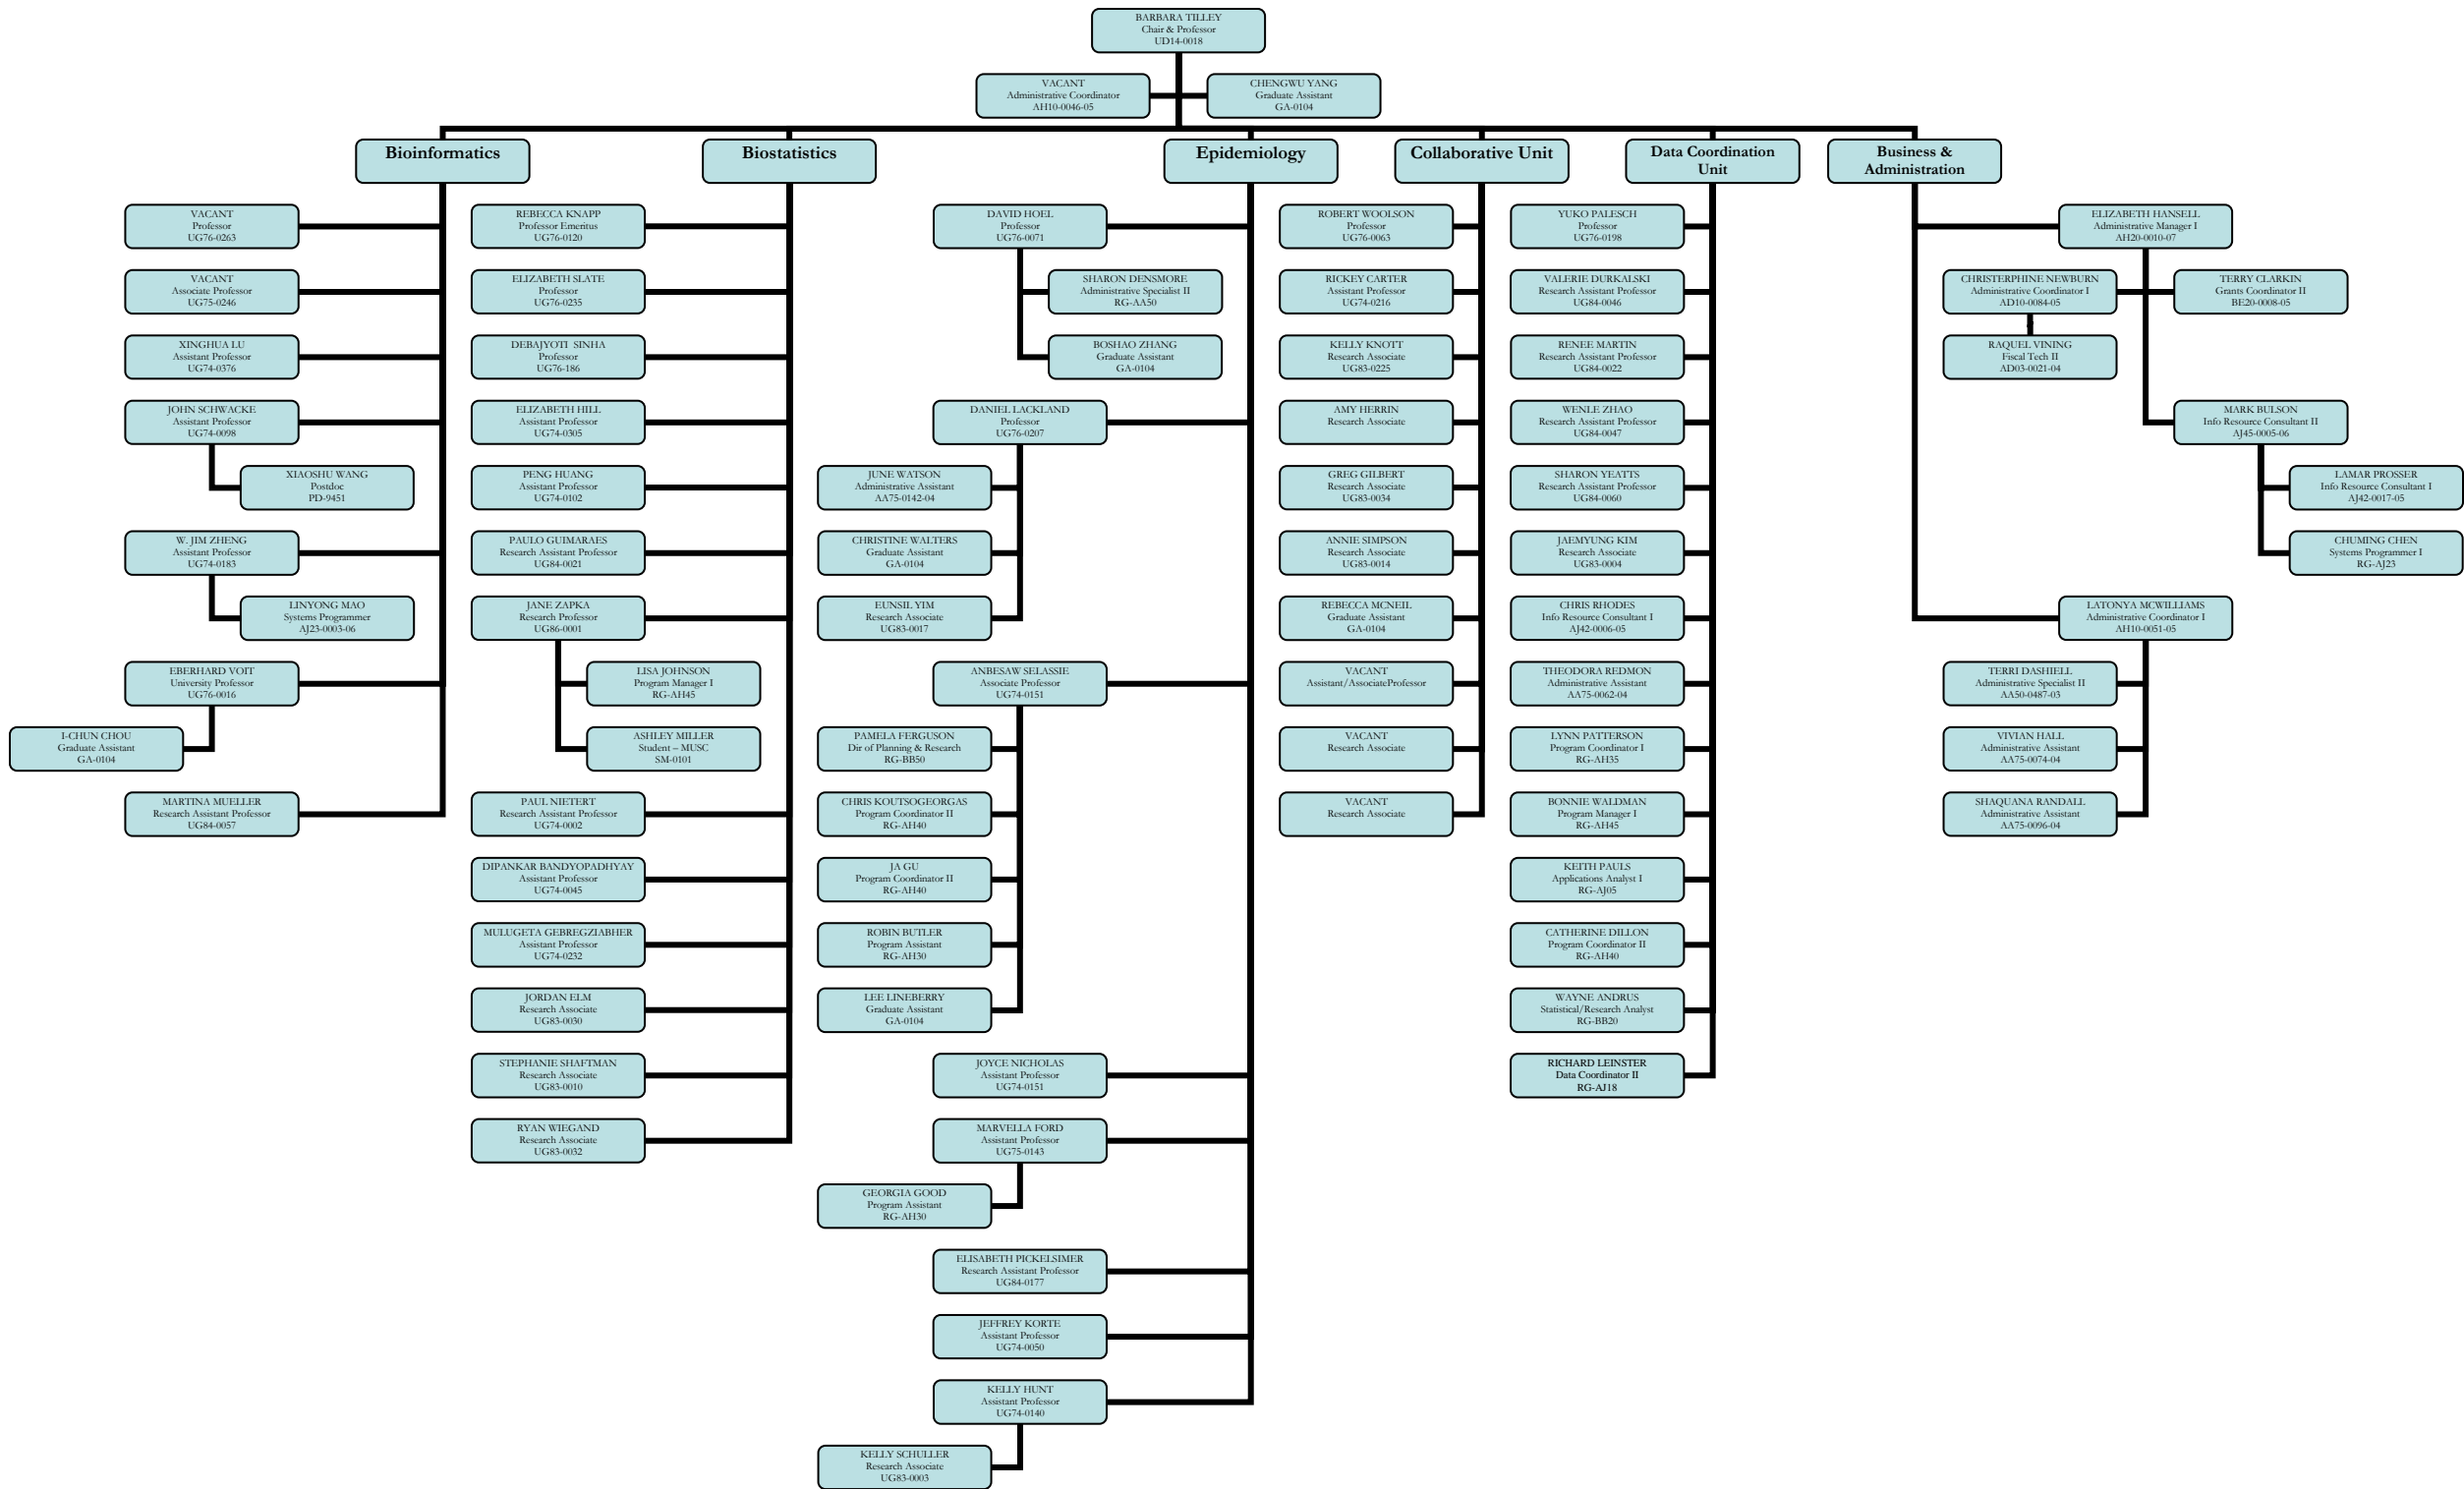 BARBARA TILLEY
Chair & Professor
UD14-0018
VACANT
Administrative Coordinator
AH10-0046-05
CHENGWU YANG
Graduate Assistant
GA-0104
Bioinformatics
VACANT
Professor
UG76-0263
VACANT
Associate Professor
UG75-0246
XINGHUA LU
Assistant Professor
UG74-0376
JOHN SCHWACKE
Assistant Professor
UG74-0098
XIAOSHU WANG
Postdoc
PD-9451
W. JIM ZHENG
Assistant Professor
UG74-0183
LINYONG MAO
Systems Programmer
AJ23-0003-06
EBERHARD VOIT
University Professor
UG76-0016
I-CHUN CHOU
Graduate Assistant
GA-0104
MARTINA MUELLER
Research Assistant Professor
UG84-0057
Biostatistics
REBECCA KNAPP
Professor Emeritus
UG76-0120
ELIZABETH SLATE
Professor
UG76-0235
DEBAJYOTI  SINHA
Professor
UG76-186
ELIZABETH HILL
Assistant Professor
UG74-0305
PENG HUANG
Assistant Professor
UG74-0102
PAULO GUIMARAES
Research Assistant Professor
UG84-0021
JANE ZAPKA
Research Professor
UG86-0001
LISA JOHNSON
Program Manager I
RG-AH45
ASHLEY MILLER
Student – MUSC
SM-0101
PAUL NIETERT
Research Assistant Professor
UG74-0002
DIPANKAR BANDYOPADHYAY
Assistant Professor
UG74-0045
MULUGETA GEBREGZIABHER
Assistant Professor
UG74-0232
JORDAN ELM
Research Associate
UG83-0030
STEPHANIE SHAFTMAN
Research Associate
UG83-0010
RYAN WIEGAND
Research Associate
UG83-0032
Epidemiology
DAVID HOEL
Professor
UG76-0071
SHARON DENSMORE
Administrative Specialist II
RG-AA50
BOSHAO ZHANG
Graduate Assistant
GA-0104
DANIEL LACKLAND
Professor
UG76-0207
JUNE WATSON
Administrative Assistant
AA75-0142-04
CHRISTINE WALTERS
Graduate Assistant
GA-0104
EUNSIL YIM
Research Associate
UG83-0017
ANBESAW SELASSIE
Associate Professor
UG74-0151
PAMELA FERGUSON
Dir of Planning & Research
RG-BB50
CHRIS KOUTSOGEORGAS
Program Coordinator II
RG-AH40
JA GU
Program Coordinator II
RG-AH40
ROBIN BUTLER
Program Assistant
RG-AH30
LEE LINEBERRY
Graduate Assistant
GA-0104
JOYCE NICHOLAS
Assistant Professor
UG74-0151
MARVELLA FORD
Assistant Professor
UG75-0143
GEORGIA GOOD
Program Assistant
RG-AH30
ELISABETH PICKELSIMER
Research Assistant Professor
UG84-0177
JEFFREY KORTE
Assistant Professor
UG74-0050
KELLY HUNT
Assistant Professor
UG74-0140
KELLY SCHULLER
Research Associate
UG83-0003
Collaborative Unit
ROBERT WOOLSON
Professor
UG76-0063
RICKEY CARTER
Assistant Professor
UG74-0216
KELLY KNOTT
Research Associate
UG83-0225
AMY HERRIN
Research Associate
GREG GILBERT
Research Associate
UG83-0034
ANNIE SIMPSON
Research Associate
UG83-0014
REBECCA MCNEIL
Graduate Assistant
GA-0104
VACANT
Assistant/AssociateProfessor
VACANT
Research Associate
VACANT
Research Associate
Data Coordination
Unit
YUKO PALESCH
Professor
UG76-0198
VALERIE DURKALSKI
Research Assistant Professor
UG84-0046
RENEE MARTIN
Research Assistant Professor
UG84-0022
WENLE ZHAO
Research Assistant Professor
UG84-0047
SHARON YEATTS
Research Assistant Professor
UG84-0060
JAEMYUNG KIM
Research Associate
UG83-0004
CHRIS RHODES
Info Resource Consultant I
AJ42-0006-05
THEODORA REDMON
Administrative Assistant
AA75-0062-04
LYNN PATTERSON
Program Coordinator I
RG-AH35
BONNIE WALDMAN
Program Manager I
RG-AH45
KEITH PAULS
Applications Analyst I
RG-AJ05
CATHERINE DILLON
Program Coordinator II
RG-AH40
WAYNE ANDRUS
Statistical/Research Analyst
RG-BB20
RICHARD LEINSTER
Data Coordinator II
RG-AJ18
Business &
Administration
ELIZABETH HANSELL
Administrative Manager I
AH20-0010-07
CHRISTERPHINE NEWBURN
Administrative Coordinator I
AD10-0084-05
TERRY CLARKIN
Grants Coordinator II
BE20-0008-05
RAQUEL VINING
Fiscal Tech II
AD03-0021-04
MARK BULSON
Info Resource Consultant II
AJ45-0005-06
LAMAR PROSSER
Info Resource Consultant I
AJ42-0017-05
CHUMING CHEN
Systems Programmer I
RG-AJ23
LATONYA MCWILLIAMS
Administrative Coordinator I
AH10-0051-05
TERRI DASHIELL
Administrative Specialist II
AA50-0487-03
VIVIAN HALL
Administrative Assistant
AA75-0074-04
SHAQUANA RANDALL
Administrative Assistant
AA75-0096-04